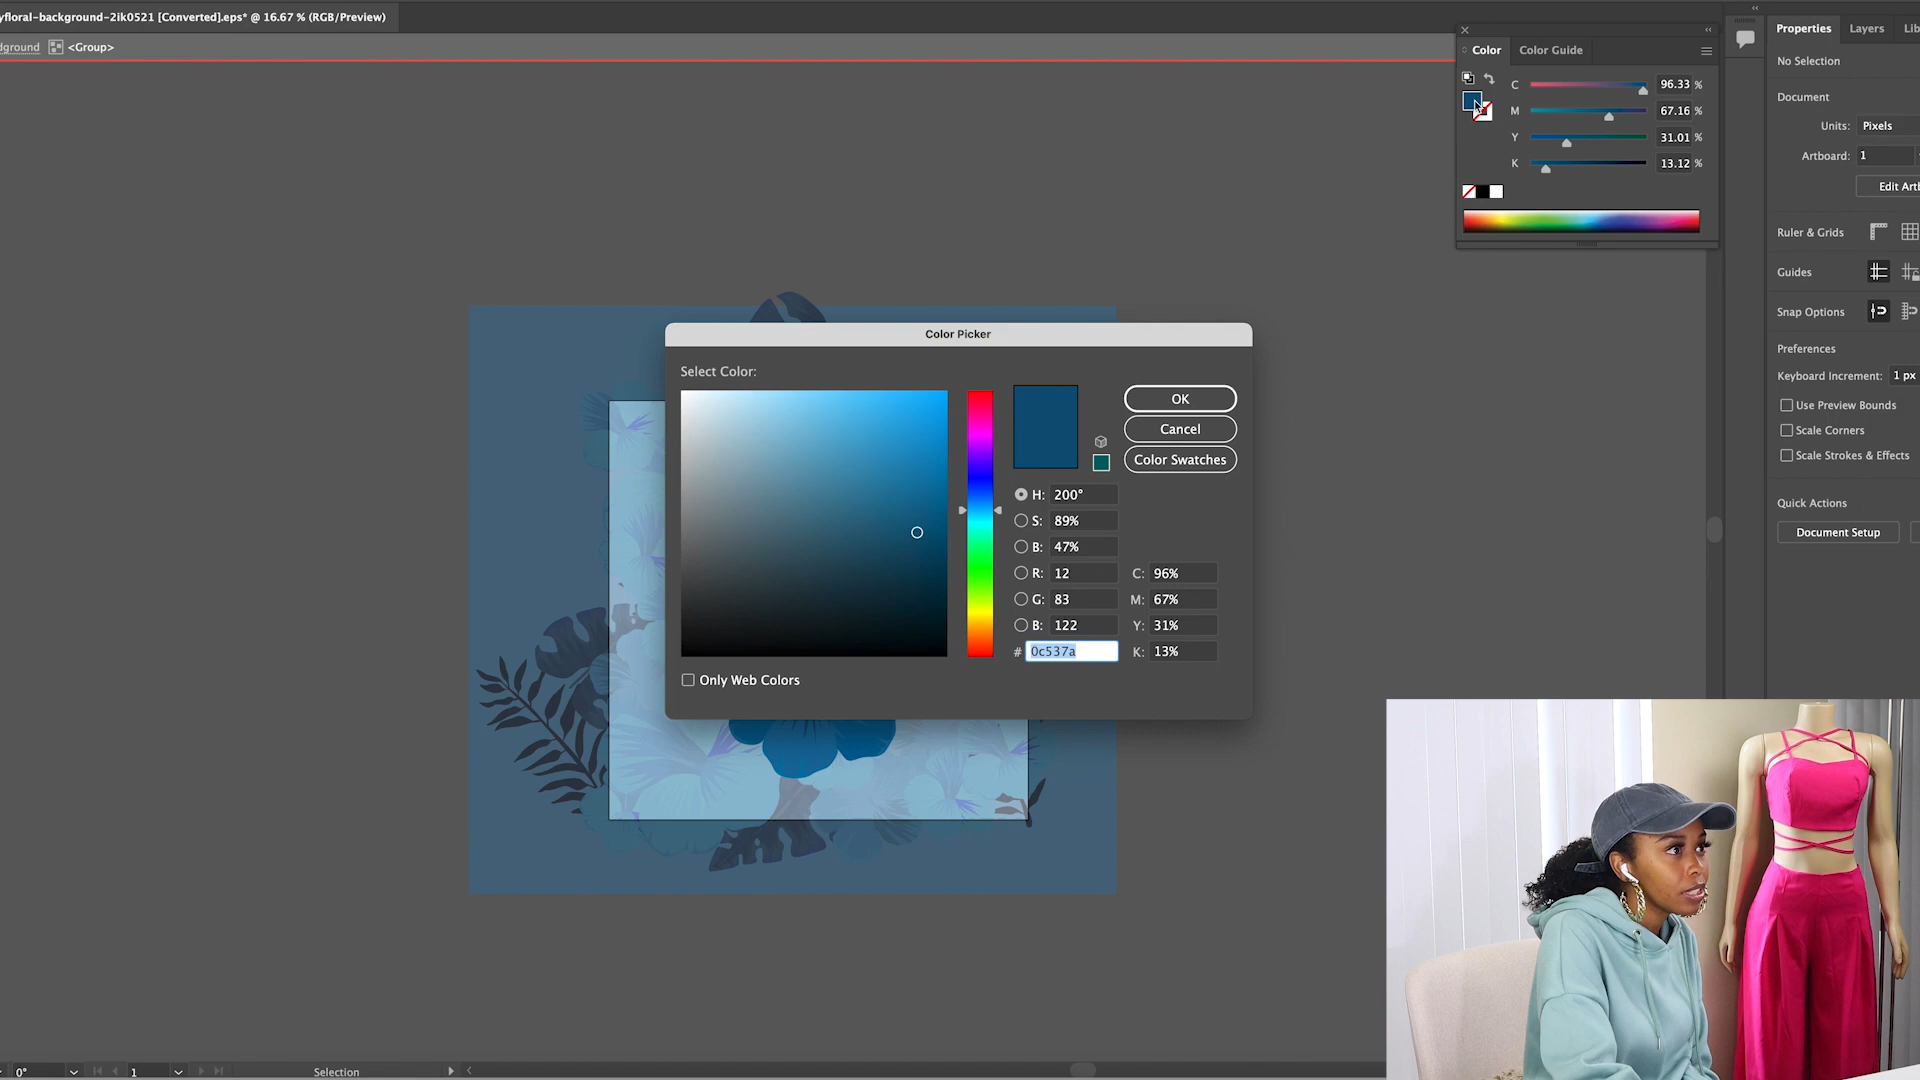 yfloral-background-2ik0521 [Converted].eps* @ 16.67 % (RGB/Preview)
<Group>
Color
Color Guide
C 96.33 %
M 67.16 %
Y 31.01 %
K 13.12 %
Properties
Layers
Lib
No Selection
Document
Units: Pixels
Artboard: 1
Edit Artb
Ruler & Grids
Guides
Snap Options
Preferences
Keyboard Increment: 1 px
Use Preview Bounds
Scale Corners
Scale Strokes & Effects
Quick Actions
Document Setup
Color Picker
Select Color:
OK
Cancel
Color Swatches
H: 200°
S: 89%
B: 47%
R: 12
G: 83
B: 122
# 0c537a
C: 96%
M: 67%
Y: 31%
K: 13%
Only Web Colors
0°
1
Selection